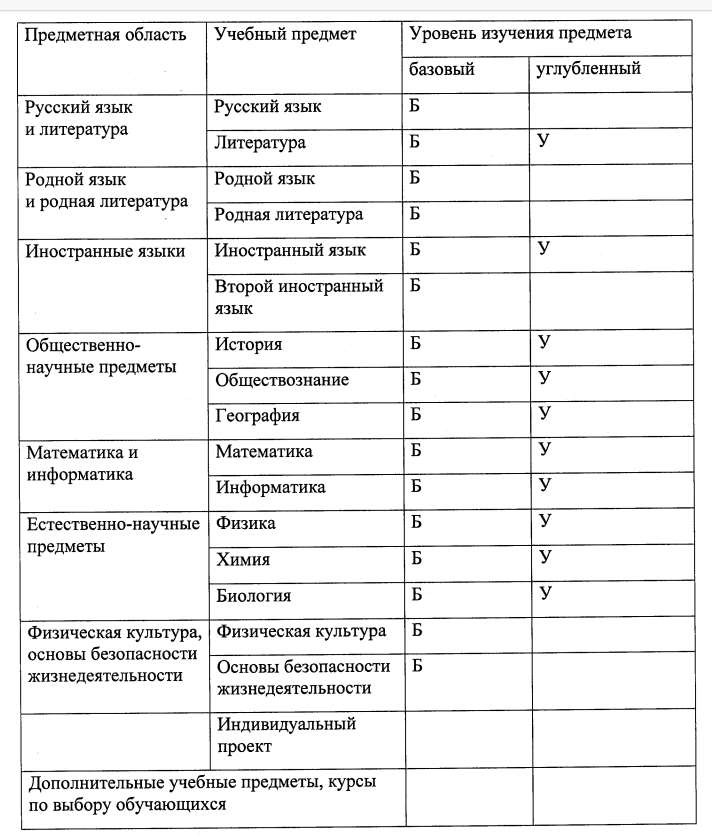 Предметная область
Учебный предмет
Уровень изучения предмета
базовый
углубленный
Русский язык
и литература
Русский язык
Б
Литература
Б
У
Родной язык
и родная литература
Родной язык
Б
Родная литература
Б
Иностранные языки
Иностранный язык
Б
У
Второй иностранный
язык
Б
Общественно-
научные предметы
История
Б
У
Обществознание
Б
У
География
Б
У
Математика и
информатика
Математика
Б
У
Информатика
Б
У
Естественно-научные
предметы
Физика
Б
У
Химия
Б
У
Биология
Б
У
Физическая культура,
основы безопасности
жизнедеятельности
Физическая культура
Б
Основы безопасности
жизнедеятельности
Б
Индивидуальный
проект
Дополнительные учебные предметы, курсы
по выбору обучающихся